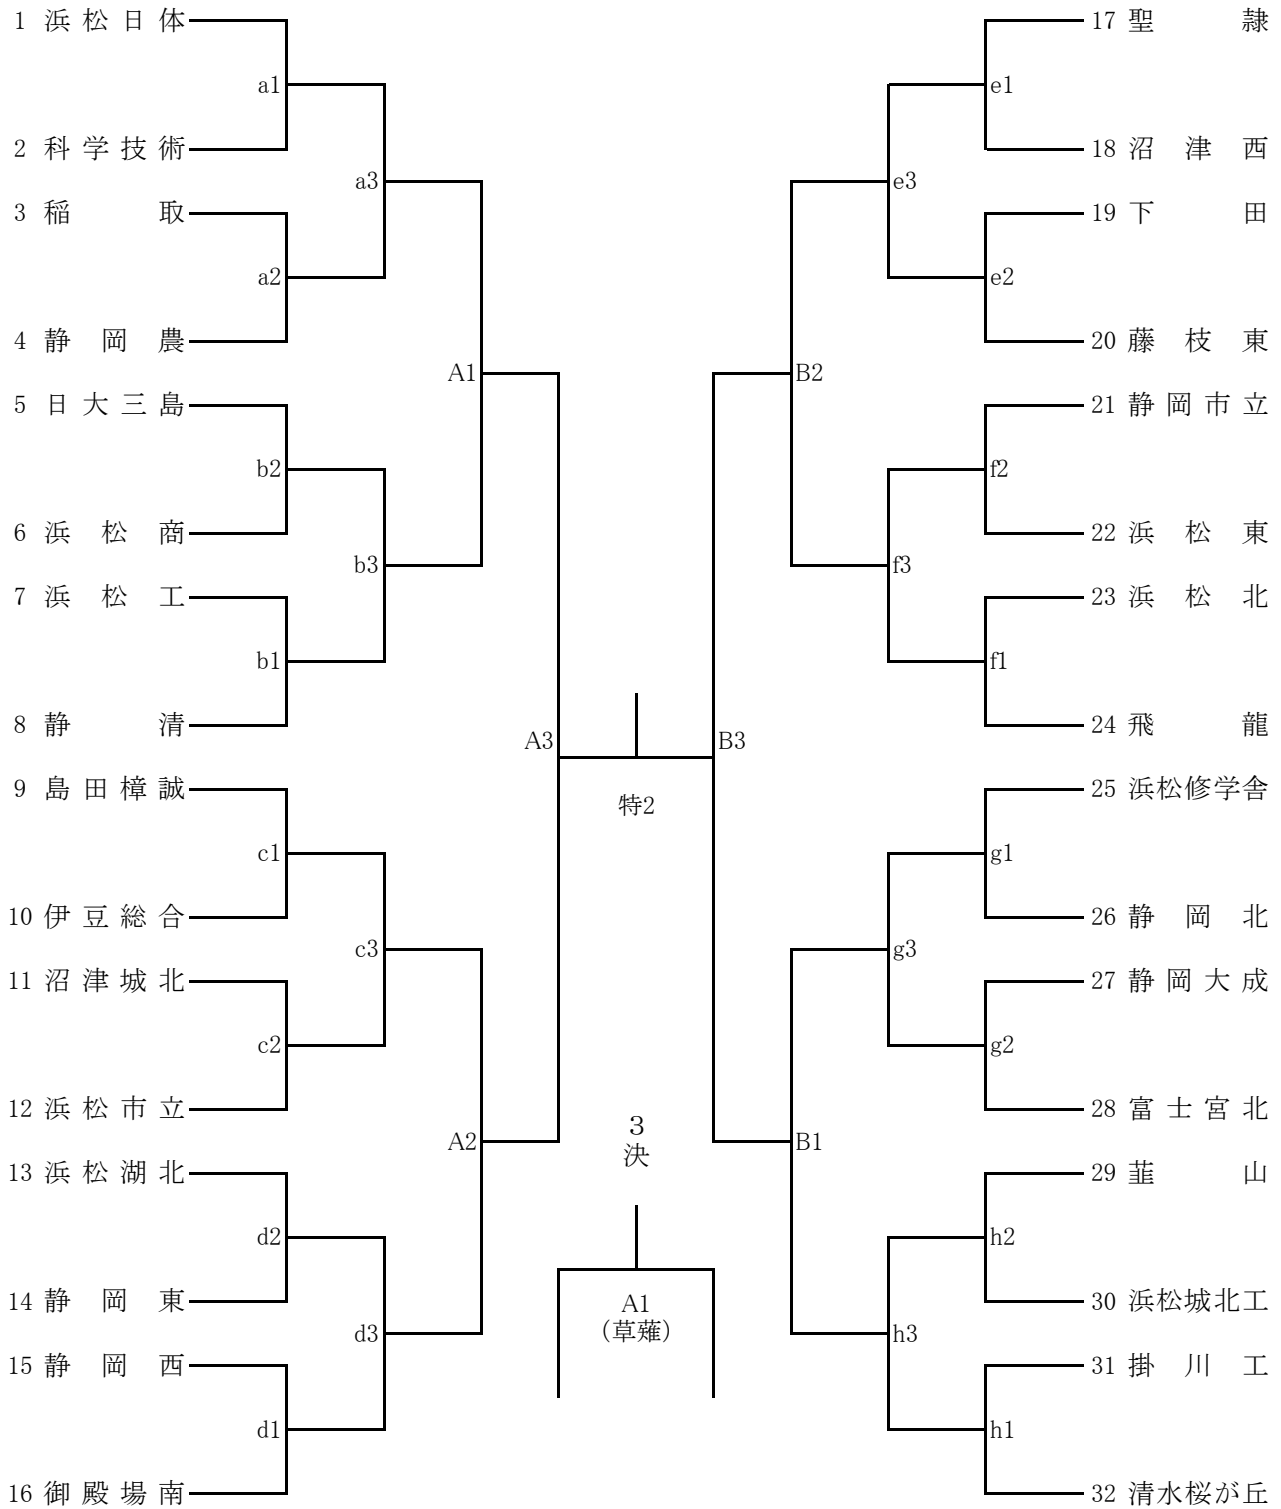 1 浜松日体
a1
2 科学技術
a3
3 稲取
a2
4 静岡農
A1
5 日大三島
b2
6 浜松商
b3
7 浜松工
b1
8 静清
A3
9 島田樟誠
c1
10 伊豆総合
c3
11 沼津城北
c2
12 浜松市立
A2
13 浜松湖北
d2
14 静岡東
d3
15 静岡西
d1
16 御殿場南
特2
3
決
A1
(草薙)
17 聖隷
e1
18 沼津西
e3
19 下田
e2
20 藤枝東
B2
21 静岡市立
f2
22 浜松東
f3
23 浜松北
f1
24 飛龍
B3
25 浜松修学舎
g1
26 静岡北
g3
27 静岡大成
g2
28 富士宮北
B1
29 韮山
h2
30 浜松城北工
h3
31 掛川工
h1
32 清水桜が丘